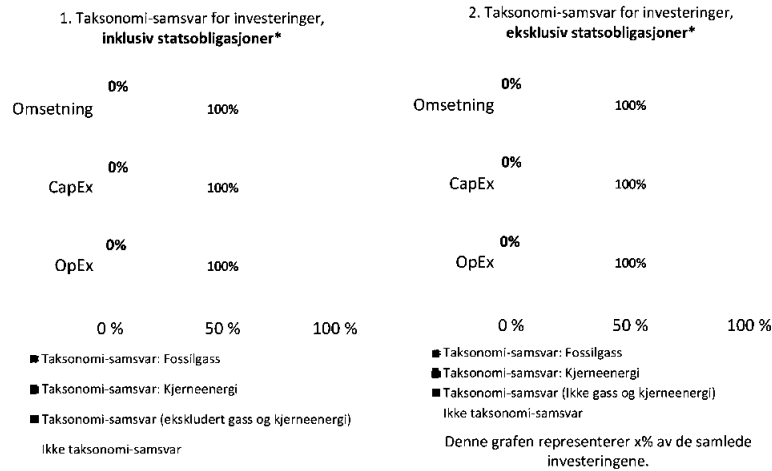 1. Taksonomi-samsvar for investeringer,
inklusiv statsobligasjoner*
0%
Omsetning
100%
0%
CapEx
100%
0%
OpEx
100%
0 %
50 %
100 %
Taksonomi-samsvar: Fossilgass
Taksonomi-samsvar: Kjerneenergi
Taksonomi-samsvar (ekskludert gass og kjerneenergi)
Ikke taksonomi-samsvar
2. Taksonomi-samsvar for investeringer,
eksklusiv statsobligasjoner*
0%
Omsetning
100%
0%
CapEx
100%
0%
OpEx
100%
0 %
50 %
100 %
Taksonomi-samsvar: Fossilgass
Taksonomi-samsvar: Kjerneenergi
Taksonomi-samsvar (Ikke gass og kjerneenergi)
Ikke taksonomi-samsvar
Denne grafen representerer x% av de samlede
investeringene.